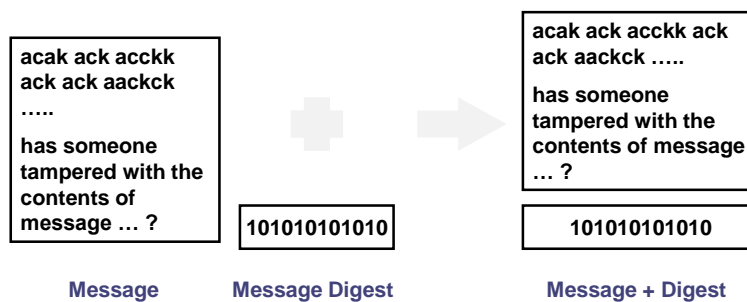 acak ack acckk
ack ack aackck
…..
has someone
tampered with the
contents of
message … ?
101010101010
acak ack acckk ack
ack aackck …..
has someone
tampered with the
contents of message
… ?
101010101010
Message
Message Digest
Message + Digest